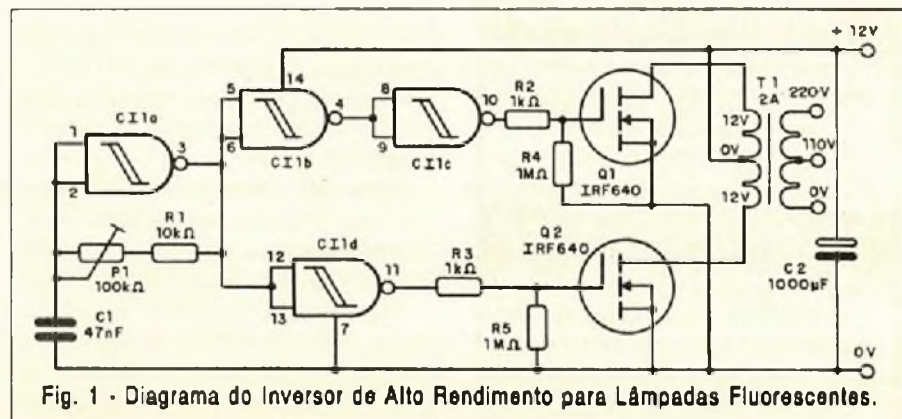 + 12V
14
5
4
6
8
10
9
R2
1kΩ
T1
2A
220V
12V
0V
12V
110V
0V
1
3
2
CI1a
CI1b
CI1c
R4
1MΩ
Q1
IRF640
R1
10kΩ
P1
100kΩ
CI1d
12
11
13
7
R3
1kΩ
Q2
IRF640
R5
1MΩ
C1
47nF
C2
1000µF
0V
Fig. 1 - Diagrama do Inversor de Alto Rendimento para Lâmpadas Fluorescentes.